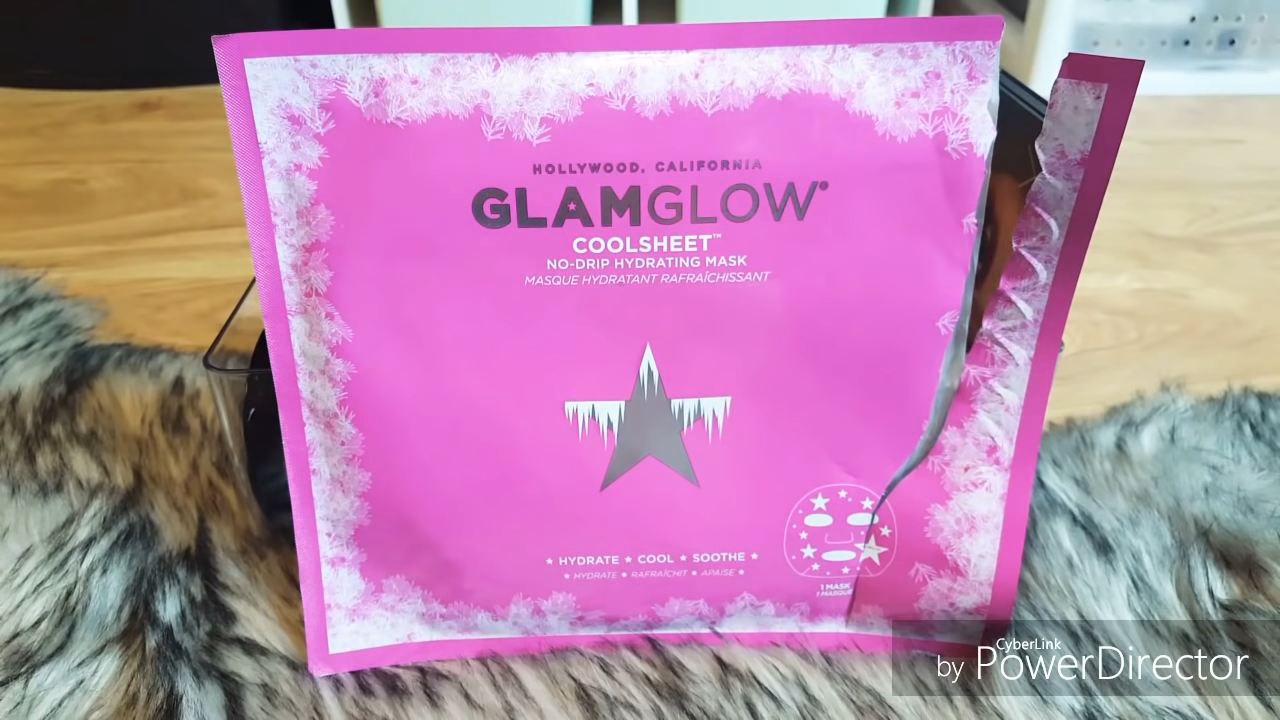 HOLLYWOOD, CALIFORNIA
GLAMGLOW®
COOLSHEET™
NO-DRIP HYDRATING MASK
MASQUE HYDRATANT RAFRAÎCHISSANT
★ HYDRATE ★ COOL ★ SOOTHE ★
★ HYDRATE ★ RAFRAÎCHIT ★ APAISE ★
1 MASK
1 MASQUE
CyberLink
by PowerDirector